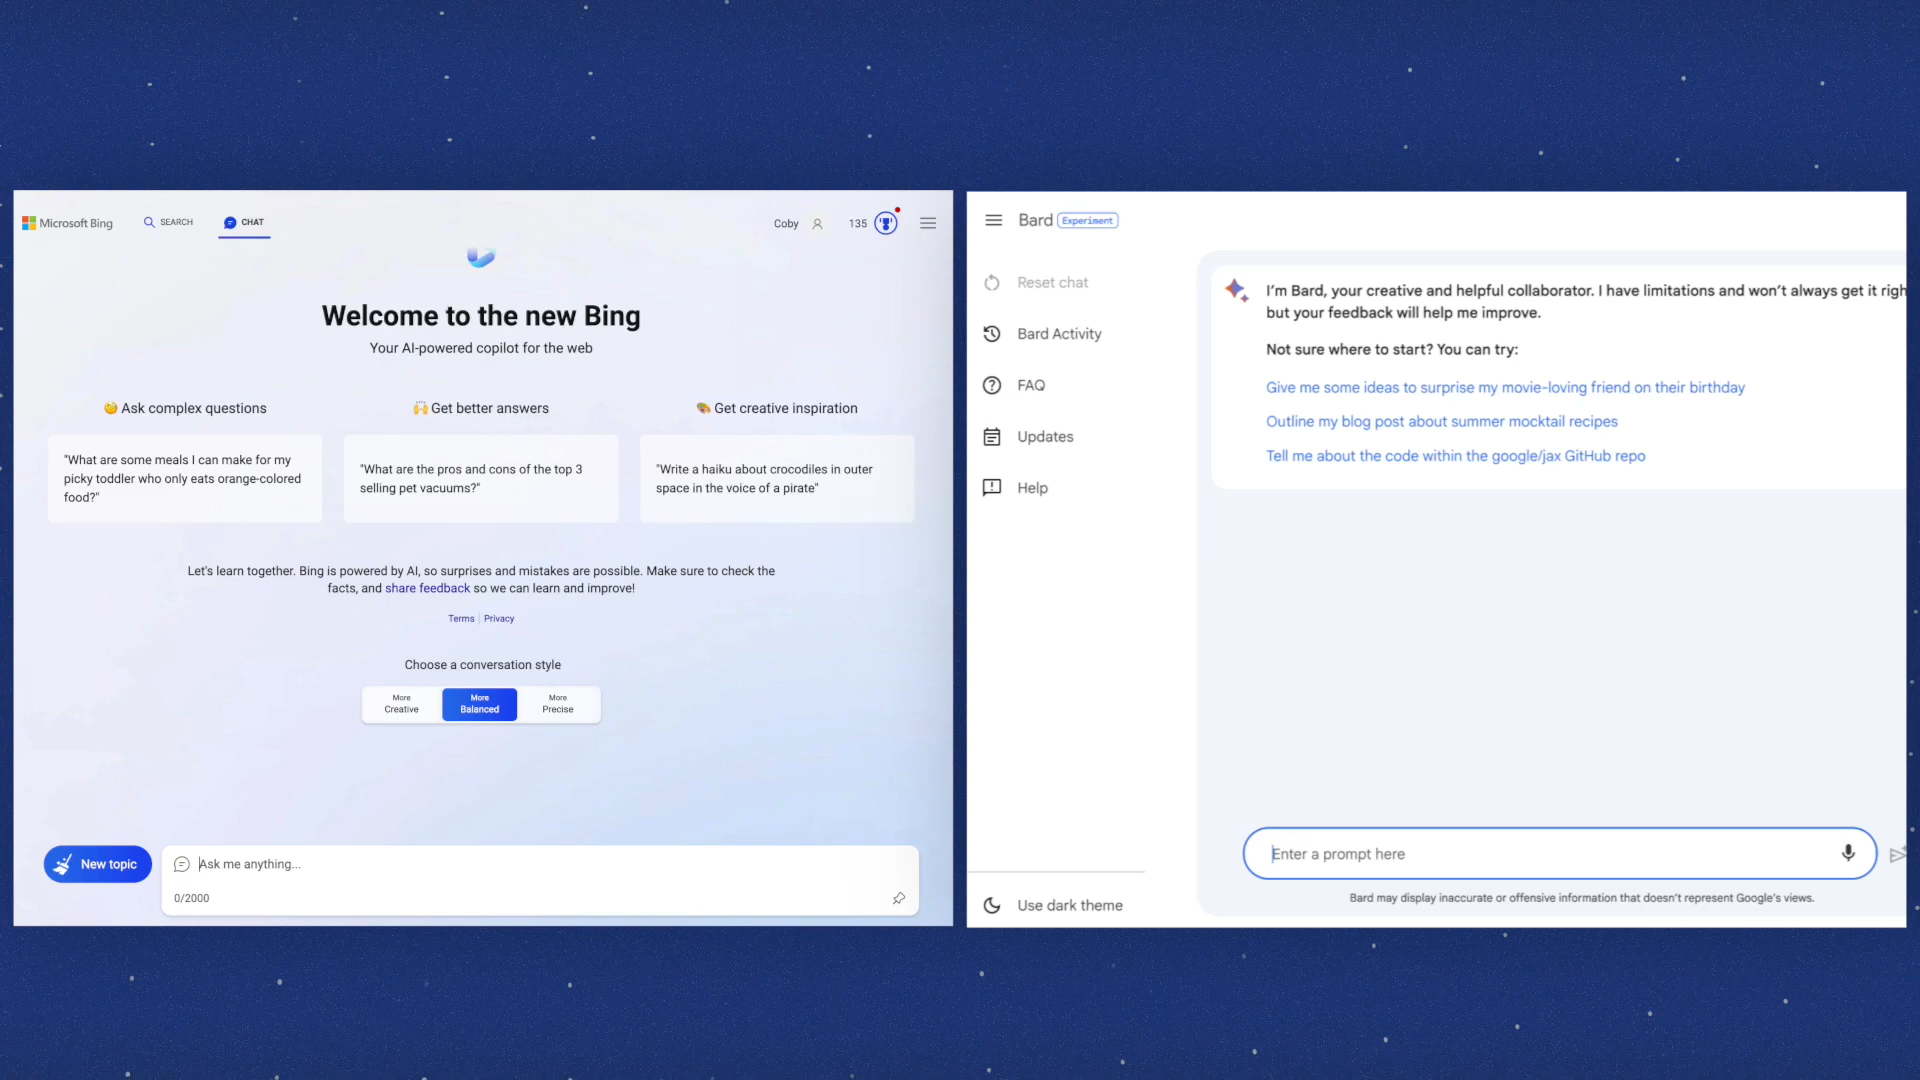 Microsoft Bing
SEARCH
CHAT
Coby
135
Welcome to the new Bing
Your AI-powered copilot for the web
Ask complex questions
Get better answers
Get creative inspiration
"What are some meals I can make for my
picky toddler who only eats orange-colored
food?"
"What are the pros and cons of the top 3
selling pet vacuums?"
"Write a haiku about crocodiles in outer
space in the voice of a pirate"
Let's learn together. Bing is powered by AI, so surprises and mistakes are possible. Make sure to check the
facts, and share feedback so we can learn and improve!
Terms | Privacy
Choose a conversation style
More
Creative
More
Balanced
More
Precise
New topic
Ask me anything...
0/2000
Bard Experiment
Reset chat
Bard Activity
FAQ
Updates
Help
Use dark theme
I'm Bard, your creative and helpful collaborator. I have limitations and won't always get it righ
but your feedback will help me improve.
Not sure where to start? You can try:
Give me some ideas to surprise my movie-loving friend on their birthday
Outline my blog post about summer mocktail recipes
Tell me about the code within the google/jax GitHub repo
Enter a prompt here
Bard may display inaccurate or offensive information that doesn't represent Google's views.